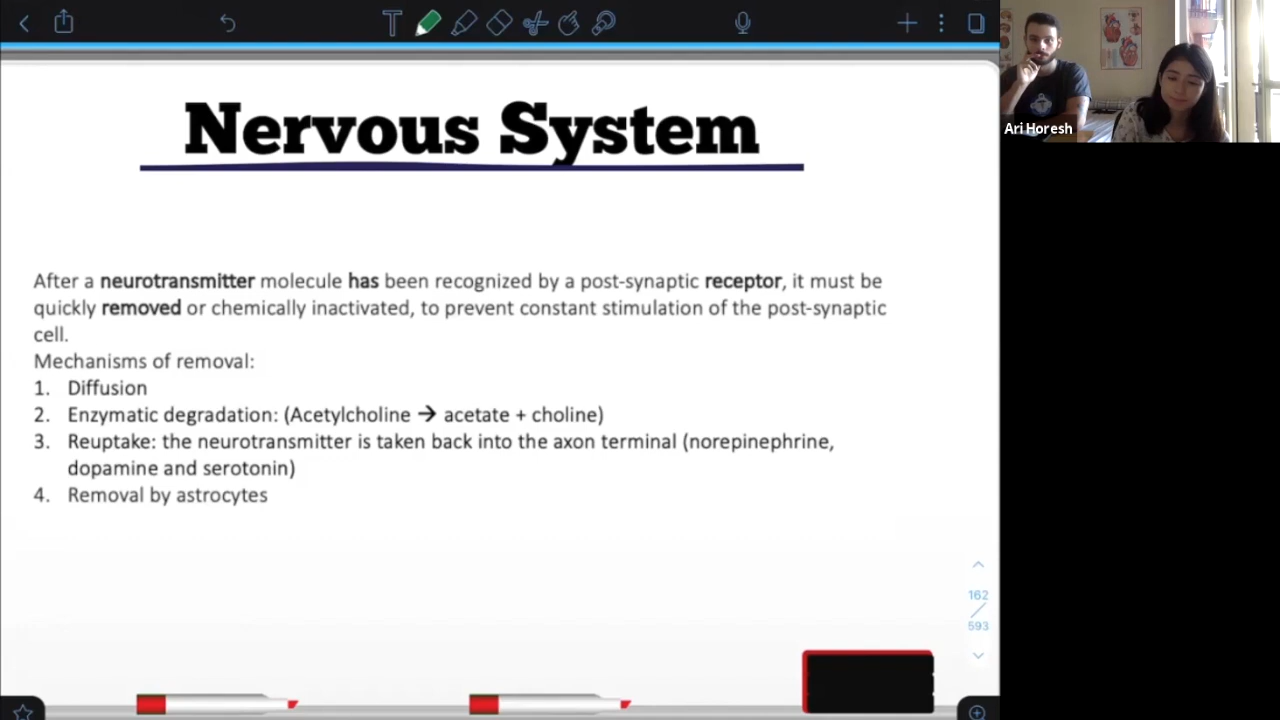 Nervous System
After a neurotransmitter molecule has been recognized by a post-synaptic receptor, it must be
quickly removed or chemically inactivated, to prevent constant stimulation of the post-synaptic
cell.
Mechanisms of removal:
1. Diffusion
2. Enzymatic degradation: (Acetylcholine → acetate + choline)
3. Reuptake: the neurotransmitter is taken back into the axon terminal (norepinephrine,
dopamine and serotonin)
4. Removal by astrocytes
162
593
Ari Horesh